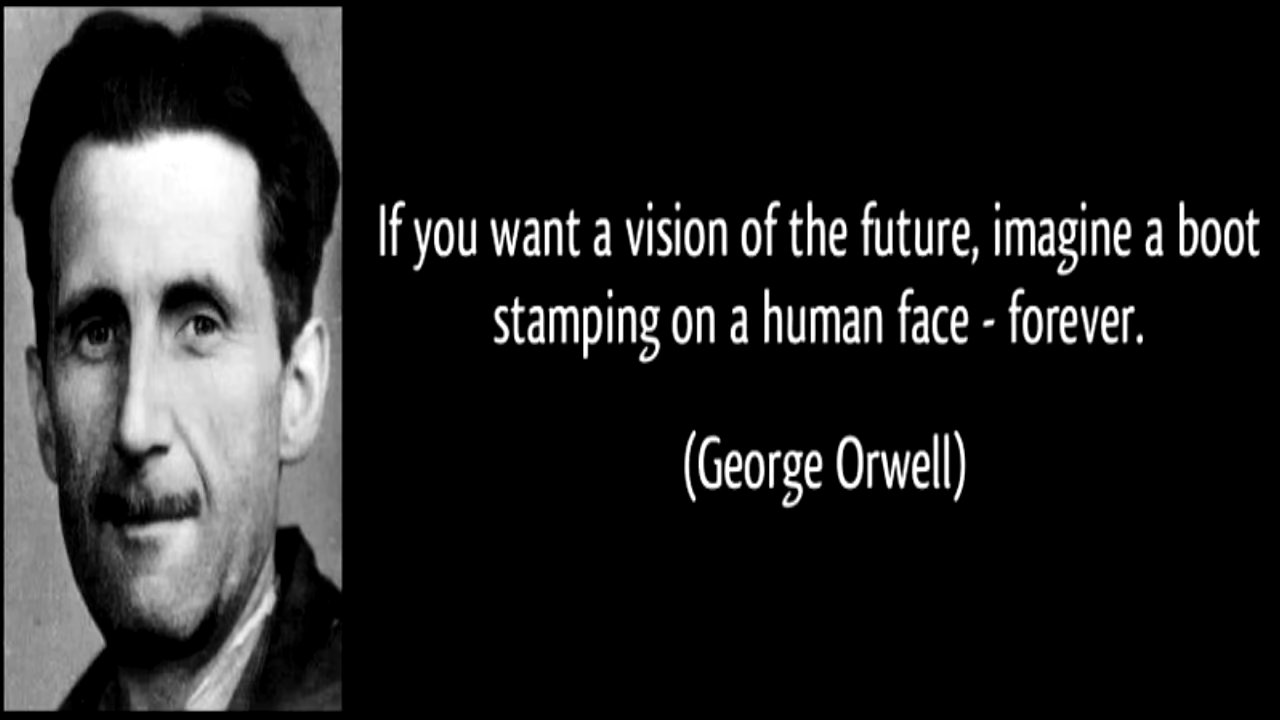 If you want a vision of the future, imagine a boot
stamping on a human face - forever.
(George Orwell)